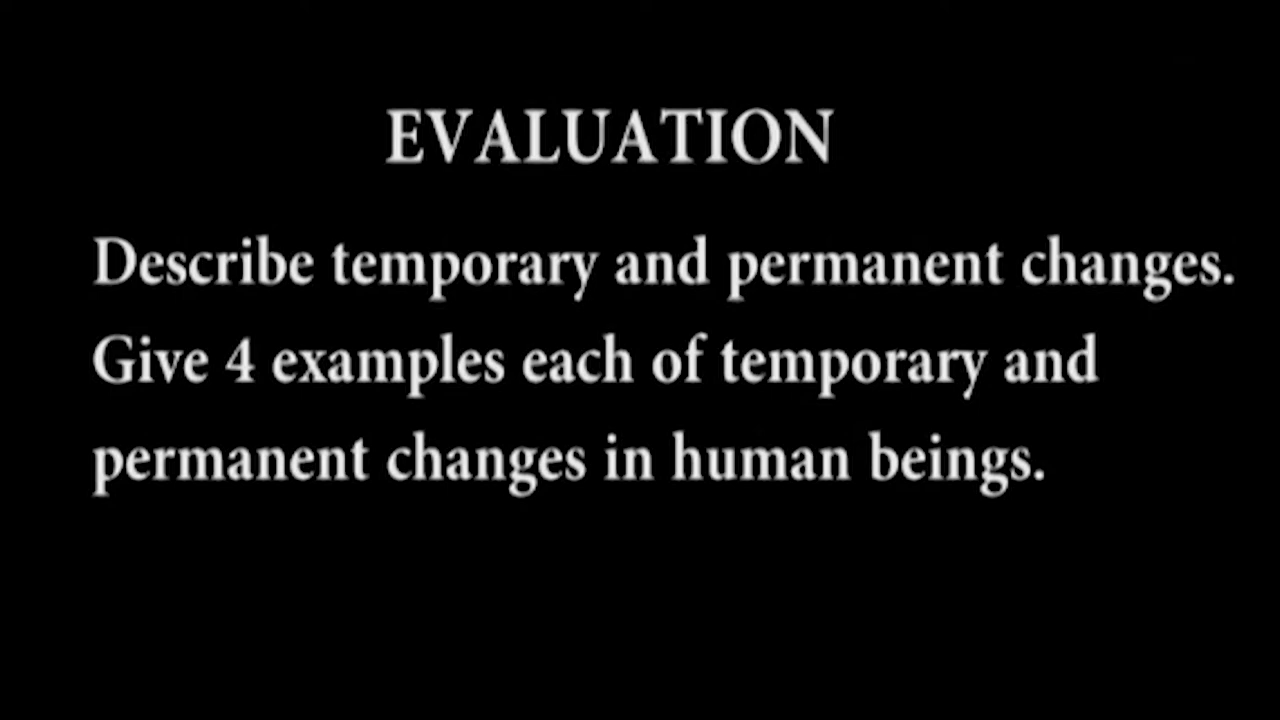 EVALUATION
Describe temporary and permanent changes.
Give 4 examples each of temporary and
permanent changes in human beings.